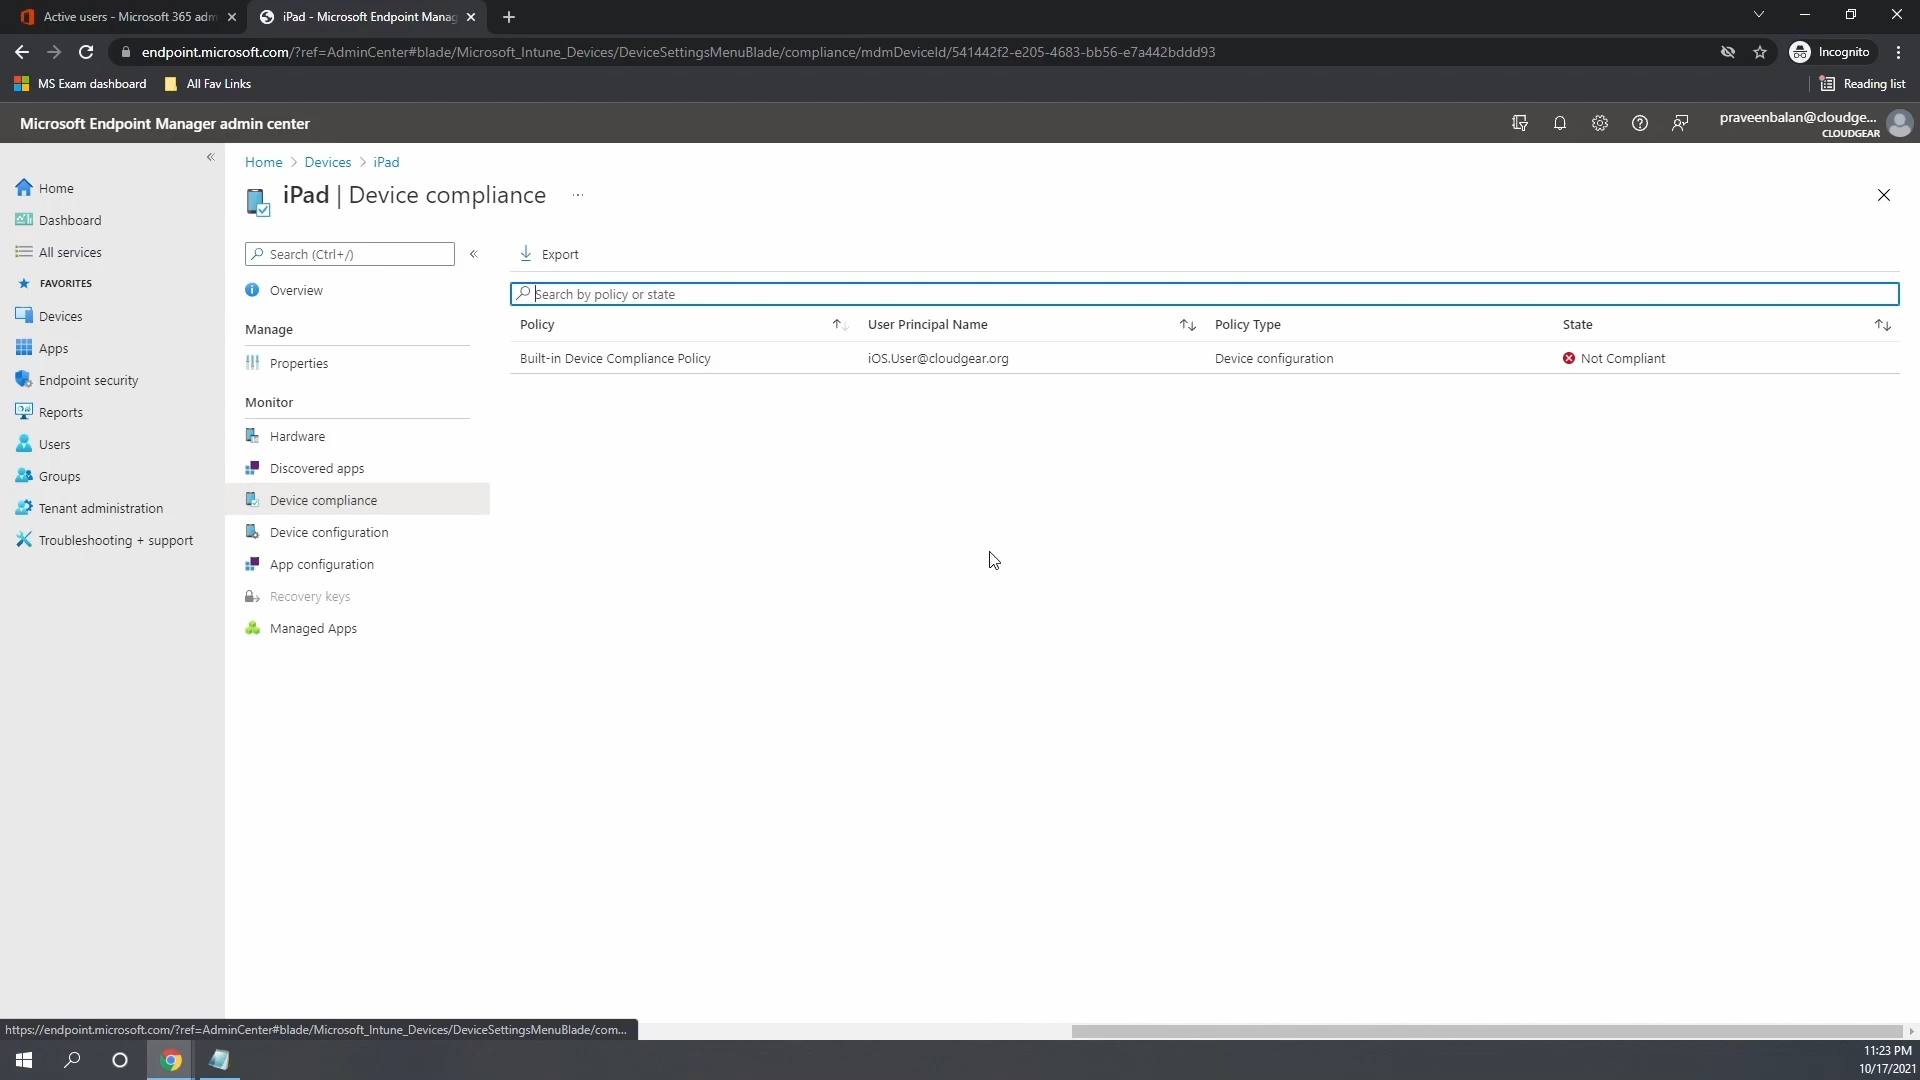 Active users - Microsoft 365 adm
iPad - Microsoft Endpoint Manag
endpoint.microsoft.com/?ref=AdminCenter#blade/Microsoft_Intune_Devices/DeviceSettingsMenuBlade/compliance/mdmDeviceId/541442f2-e205-4683-bb56-e7a442bddd93
Incognito
MS Exam dashboard
All Fav Links
Reading list
Microsoft Endpoint Manager admin center
praveenbalan@cloudge...
CLOUDGEAR
Home > Devices > iPad
iPad | Device compliance ...
Home
Dashboard
All services
FAVORITES
Devices
Apps
Endpoint security
Reports
Users
Groups
Tenant administration
Troubleshooting + support
Search (Ctrl+/)
Overview
Manage
Properties
Monitor
Hardware
Discovered apps
Device compliance
Device configuration
App configuration
Recovery keys
Managed Apps
Export
Search by policy or state
Policy User Principal Name Policy Type State
Built-in Device Compliance Policy iOS.User@cloudgear.org Device configuration Not Compliant
https://endpoint.microsoft.com/?ref=AdminCenter#blade/Microsoft_Intune_Devices/DeviceSettingsMenuBlade/com...
11:23 PM
10/17/2021